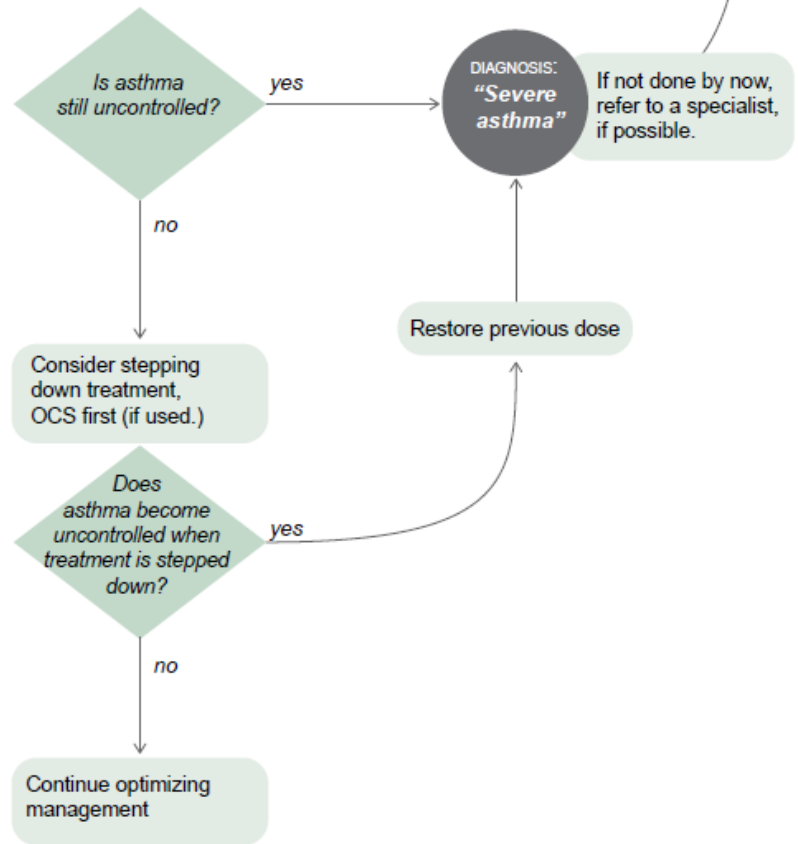 Is asthma
still uncontrolled?
yes
DIAGNOSIS:
“Severe
asthma”
If not done by now,
refer to a specialist,
if possible.
no
Restore previous dose
Consider stepping
down treatment,
OCS first (if used.)
Does
asthma become
uncontrolled when
treatment is stepped
down?
yes
no
Continue optimizing
management